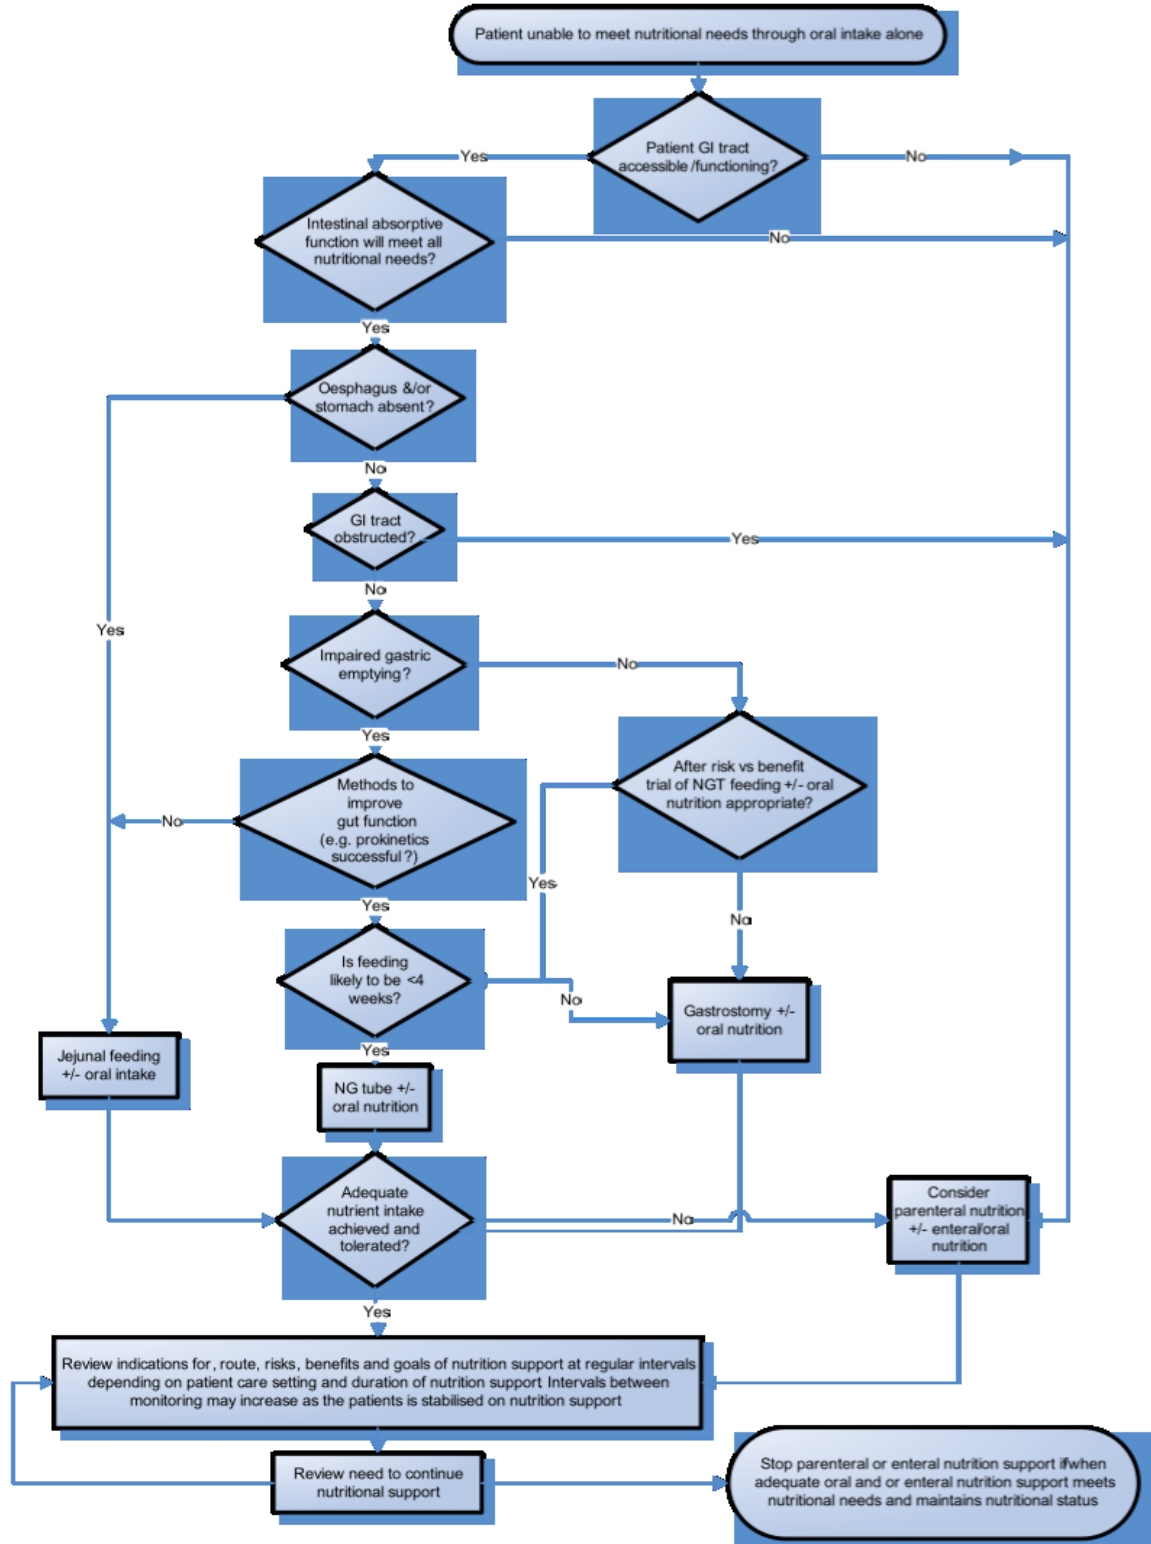 Patient unable to meet nutritional needs through oral intake alone
Patient GI tract
accessible/functioning?
Yes
No
Intestinal absorptive
function will meet all
nutritional needs?
No
Yes
Oesphagus &/or
stomach absent?
No
GI tract
obstructed?
Yes
No
Yes
Impaired gastric
emptying?
No
Yes
After risk vs benefit
trial of NGT feeding +/- oral
nutrition appropriate?
Methods to
improve
gut function
(e.g. prokinetics
successful?)
No
Yes
Yes
No
Is feeding
likely to be <4
weeks?
No
Gastrostomy +/-
oral nutrition
Yes
Jejunal feeding
+/- oral intake
NG tube +/-
oral nutrition
Adequate
nutrient intake
achieved and
tolerated?
No
Consider
parenteral nutrition
+/- enteral/oral
nutrition
Yes
Review indications for, route, risks, benefits and goals of nutrition support at regular intervals
depending on patient care setting and duration of nutrition support Intervals between
monitoring may increase as the patients is stabilised on nutrition support
Review need to continue
nutritional support
Stop parenteral or enteral nutrition support if/when
adequate oral and or enteral nutrition support meets
nutritional needs and maintains nutritional status